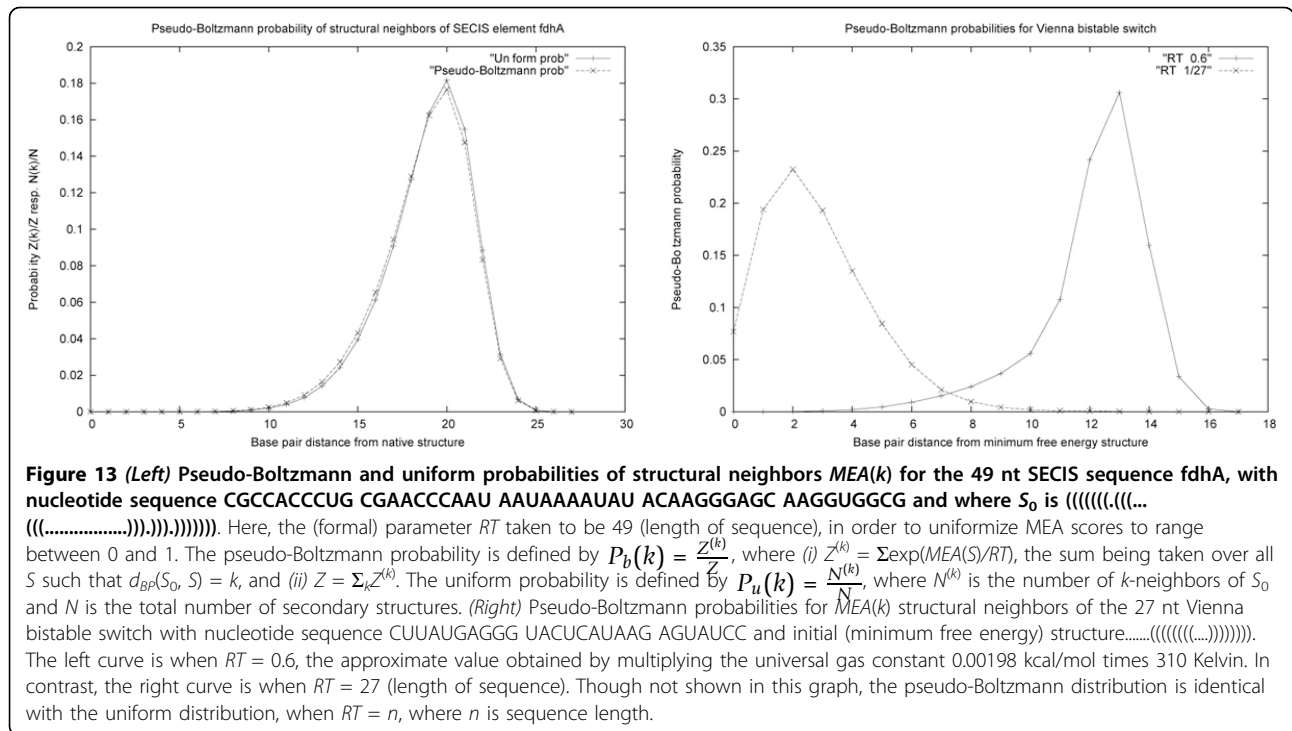 Pseudo-Boltzmann probability of structural neighbors of SECIS element fdhA
"Un form prob"
"Pseudo-Boltzmann prob"
Probability Z(k)/Z resp. N(k)/N
0.2
0.18
0.16
0.14
0.12
0.1
0.08
0.06
0.04
0.02
0
0 5 10 15 20 25 30
Base pair distance from native structure
Pseudo-Boltzmann probabilities for Vienna bistable switch
"RT 0.6"
"RT 1/27"
Pseudo-Bo tzmann probability
0.35
0.3
0.25
0.2
0.15
0.1
0.05
0
0 2 4 6 8 10 12 14 16 18
Base pair distance from minimum free energy structure
Figure 13 (Left) Pseudo-Boltzmann and uniform probabilities of structural neighbors MEA(k) for the 49 nt SECIS sequence fdhA, with
nucleotide sequence CGCCACCCUG CGAACCCAAU AAUAAAAUAU ACAAGGGAGC AAGGUGGCG and where S₀ is (((((((.(((...
(((.................))).))).))))))). Here, the (formal) parameter RT taken to be 49 (length of sequence), in order to uniformize MEA scores to range
between 0 and 1. The pseudo-Boltzmann probability is defined by P_b(k) = Z^(k)/Z, where (i) Z^(k) = Σexp(MEA(S)/RT), the sum being taken over all
S such that d_BP(S₀, S) = k, and (ii) Z = Σ_kZ^(k). The uniform probability is defined by P_u(k) = N^(k)/N, where N^(k) is the number of k-neighbors of S₀
and N is the total number of secondary structures. (Right) Pseudo-Boltzmann probabilities for MEA(k) structural neighbors of the 27 nt Vienna
bistable switch with nucleotide sequence CUUAUGAGGG UACUCAUAAG AGUAUCC and initial (minimum free energy) structure.......((((((((....)))))))).
The left curve is when RT = 0.6, the approximate value obtained by multiplying the universal gas constant 0.00198 kcal/mol times 310 Kelvin. In
contrast, the right curve is when RT = 27 (length of sequence). Though not shown in this graph, the pseudo-Boltzmann distribution is identical
with the uniform distribution, when RT = n, where n is sequence length.